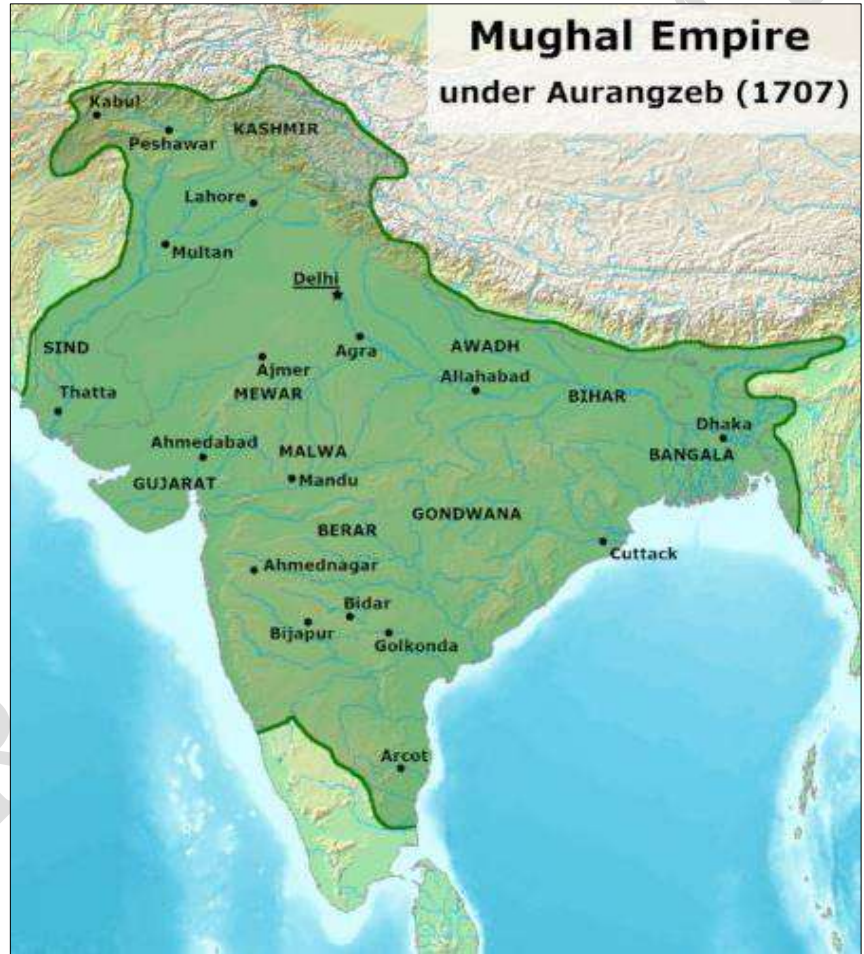 Mughal Empire
under Aurangzeb (1707)
Kabul
KASHMIR
Peshawar
Lahore
Multan
Delhi
SIND
Agra
AWADH
Ajmer
Allahabad
Thatta
MEWAR
BIHAR
Dhaka
Ahmedabad
MALWA
BANGALA
GUJARAT
Mandu
GONDWANA
BERAR
Cuttack
Ahmednagar
Bidar
Bijapur
Golkonda
Arcot